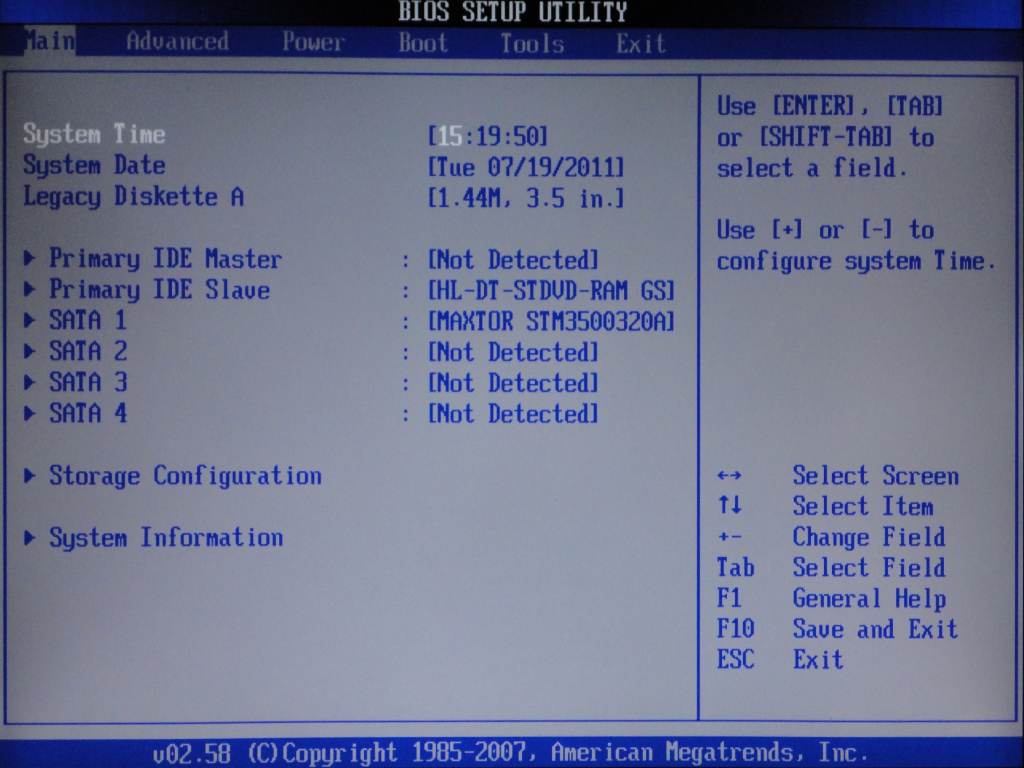 BIOS SETUP UTILITY
Main Advanced Power Boot Tools Exit
System Time [15:19:50]
System Date [Tue 07/19/2011]
Legacy Diskette A [1.44M, 3.5 in.]
▶ Primary IDE Master : [Not Detected]
▶ Primary IDE Slave : [HL-DT-STDVD-RAM GS]
▶ SATA 1 : [MAXTOR STM3500320A]
▶ SATA 2 : [Not Detected]
▶ SATA 3 : [Not Detected]
▶ SATA 4 : [Not Detected]
▶ Storage Configuration
▶ System Information
Use [ENTER], [TAB]
or [SHIFT-TAB] to
select a field.
Use [+] or [-] to
configure system Time.
↔ Select Screen
↑↓ Select Item
+- Change Field
Tab Select Field
F1 General Help
F10 Save and Exit
ESC Exit
v02.58 (C)Copyright 1985-2007, American Megatrends, Inc.